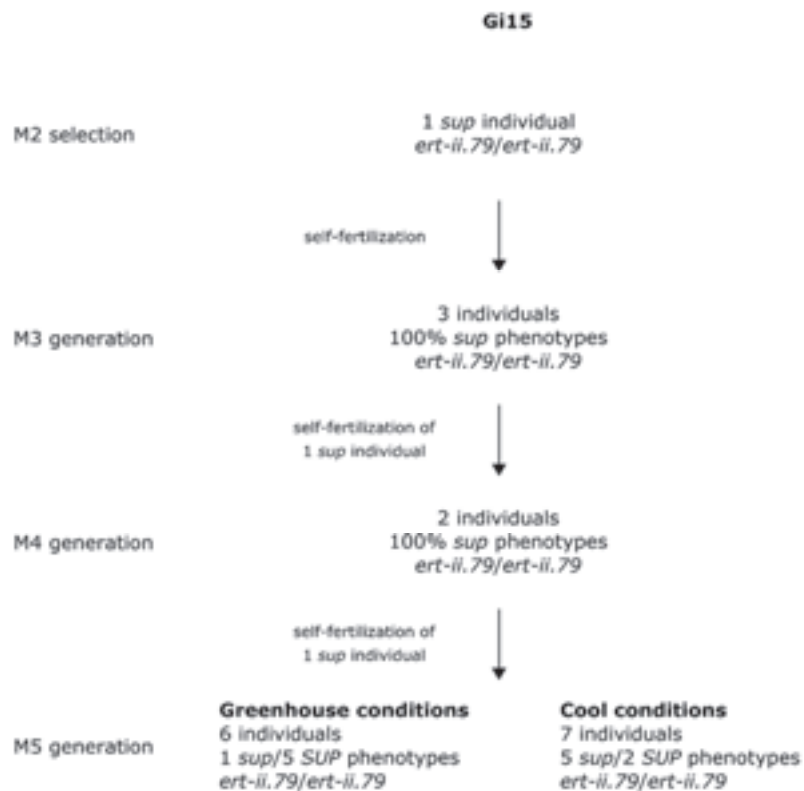 Gi15
M2 selection
1 sup individual
ert-ii.79/ert-ii.79
self-fertilization
M3 generation
3 individuals
100% sup phenotypes
ert-ii.79/ert-ii.79
self-fertilization of
1 sup individual
M4 generation
2 individuals
100% sup phenotypes
ert-ii.79/ert-ii.79
self-fertilization of
1 sup individual
M5 generation
Greenhouse conditions
6 individuals
1 sup/5 SUP phenotypes
ert-ii.79/ert-ii.79
Cool conditions
7 individuals
5 sup/2 SUP phenotypes
ert-ii.79/ert-ii.79